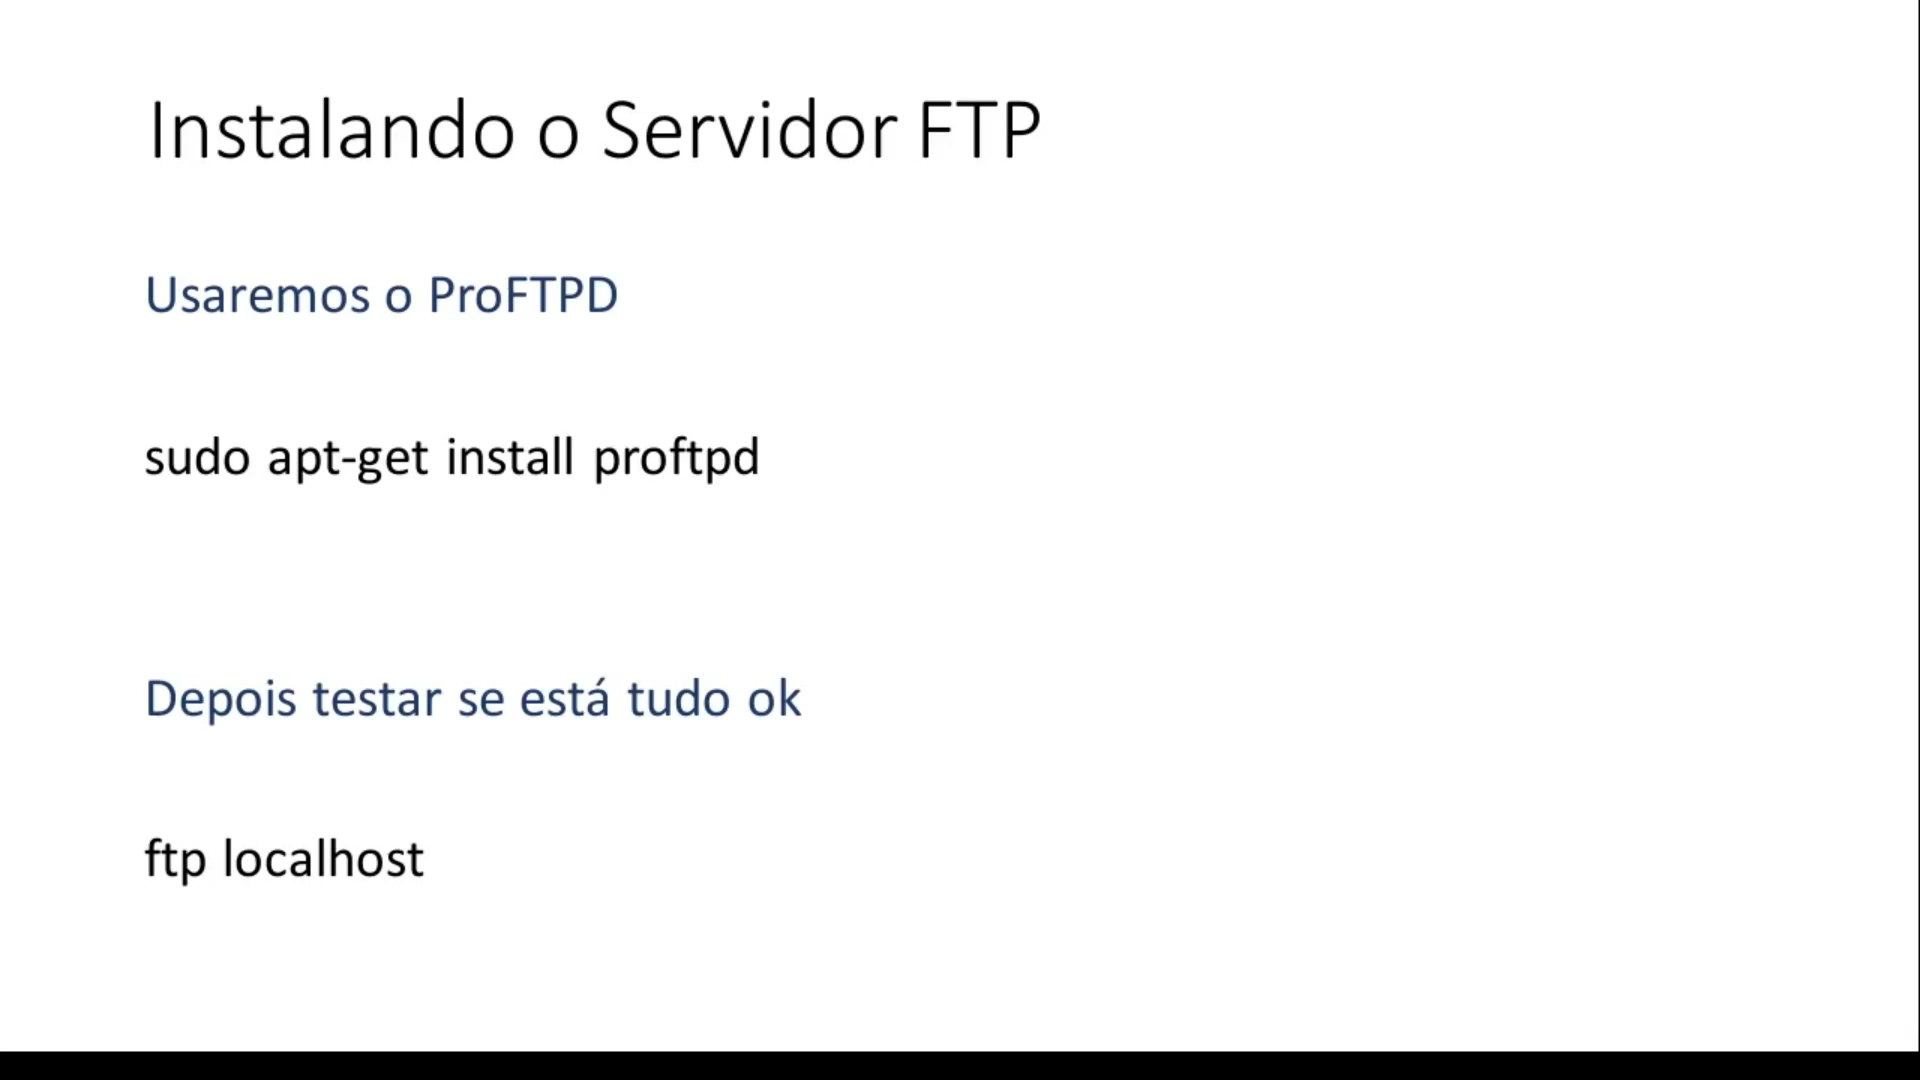 Instalando o Servidor FTP
Usaremos o ProFTPD
sudo apt-get install proftpd
Depois testar se está tudo ok
ftp localhost